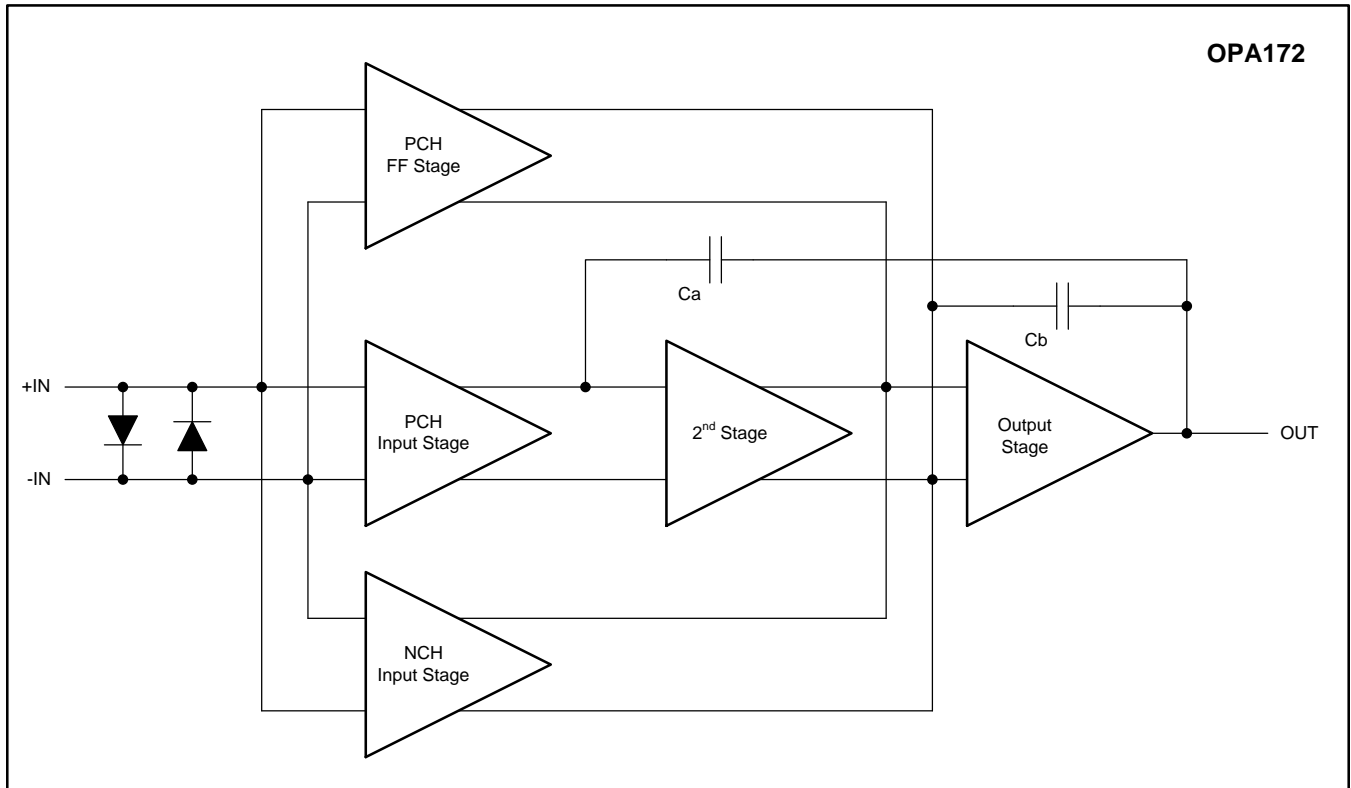 OPA172
PCH
FF Stage
Ca
Cb
+IN
-IN
PCH
Input Stage
2nd Stage
Output
Stage
OUT
NCH
Input Stage